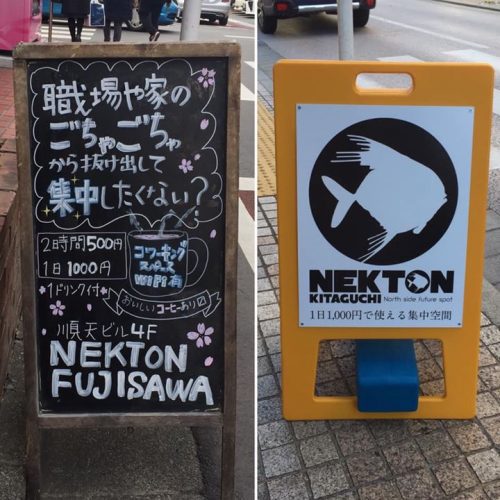 職場や家の
ごちゃごちゃ
から抜け出して
集中したくない?
2時間500円
1日1000円
1ドリンク付
コワーキング
スペース
WIFI有
おいしいコーヒーあり〼
順天ビル4F
NEKTON
FUJISAWA
NEKTON
KITAGUCHI North side future spot
1日1,000円で使える集中空間